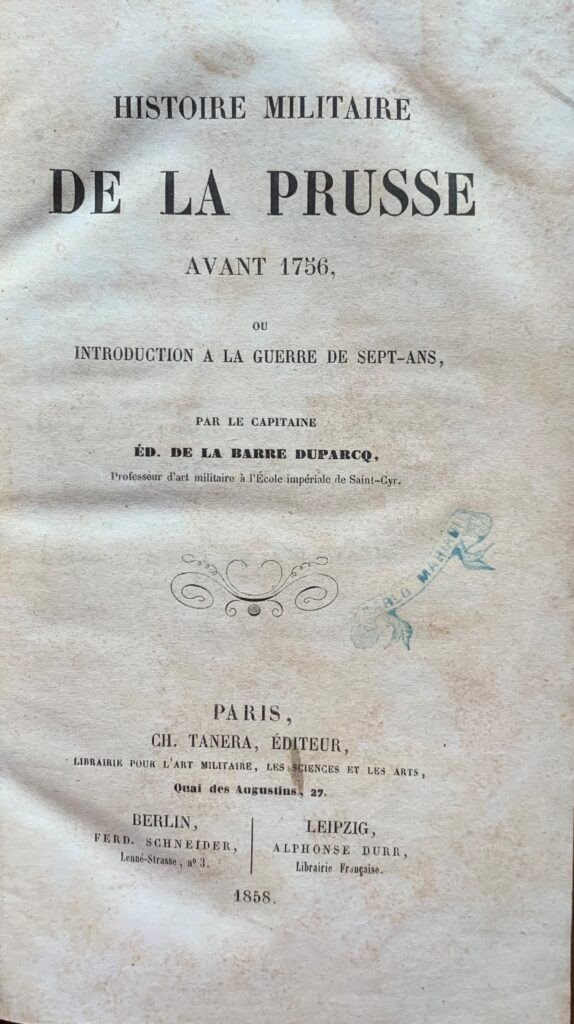 HISTOIRE MILITAIRE
DE LA PRUSSE
AVANT 1756,
OU
INTRODUCTION A LA GUERRE DE SEPT-ANS,
PAR LE CAPITAINE
ÉD. DE LA BARRE DUPARCQ,
Professeur d'art militaire à l'École impériale de Saint-Cyr.
PARIS,
CH. TANERA, ÉDITEUR,
LIBRAIRIE POUR L'ART MILITAIRE, LES SCIENCES ET LES ARTS,
Quai des Augustins, 27.
BERLIN,
FERD. SCHNEIDER,
Lenné-Strasse, nº 3.
LEIPZIG,
ALPHONSE DURR,
Librairie Française.
1858.